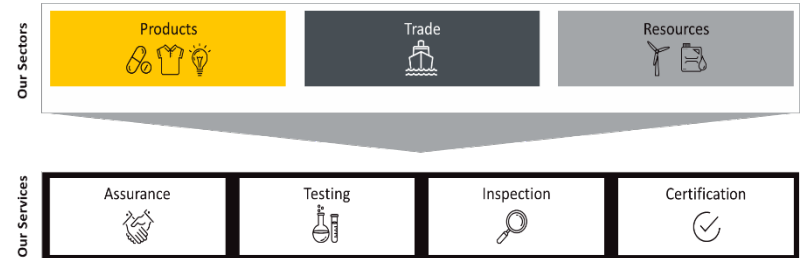 Our Sectors
Products
Trade
Resources
Our Services
Assurance
Testing
Inspection
Certification